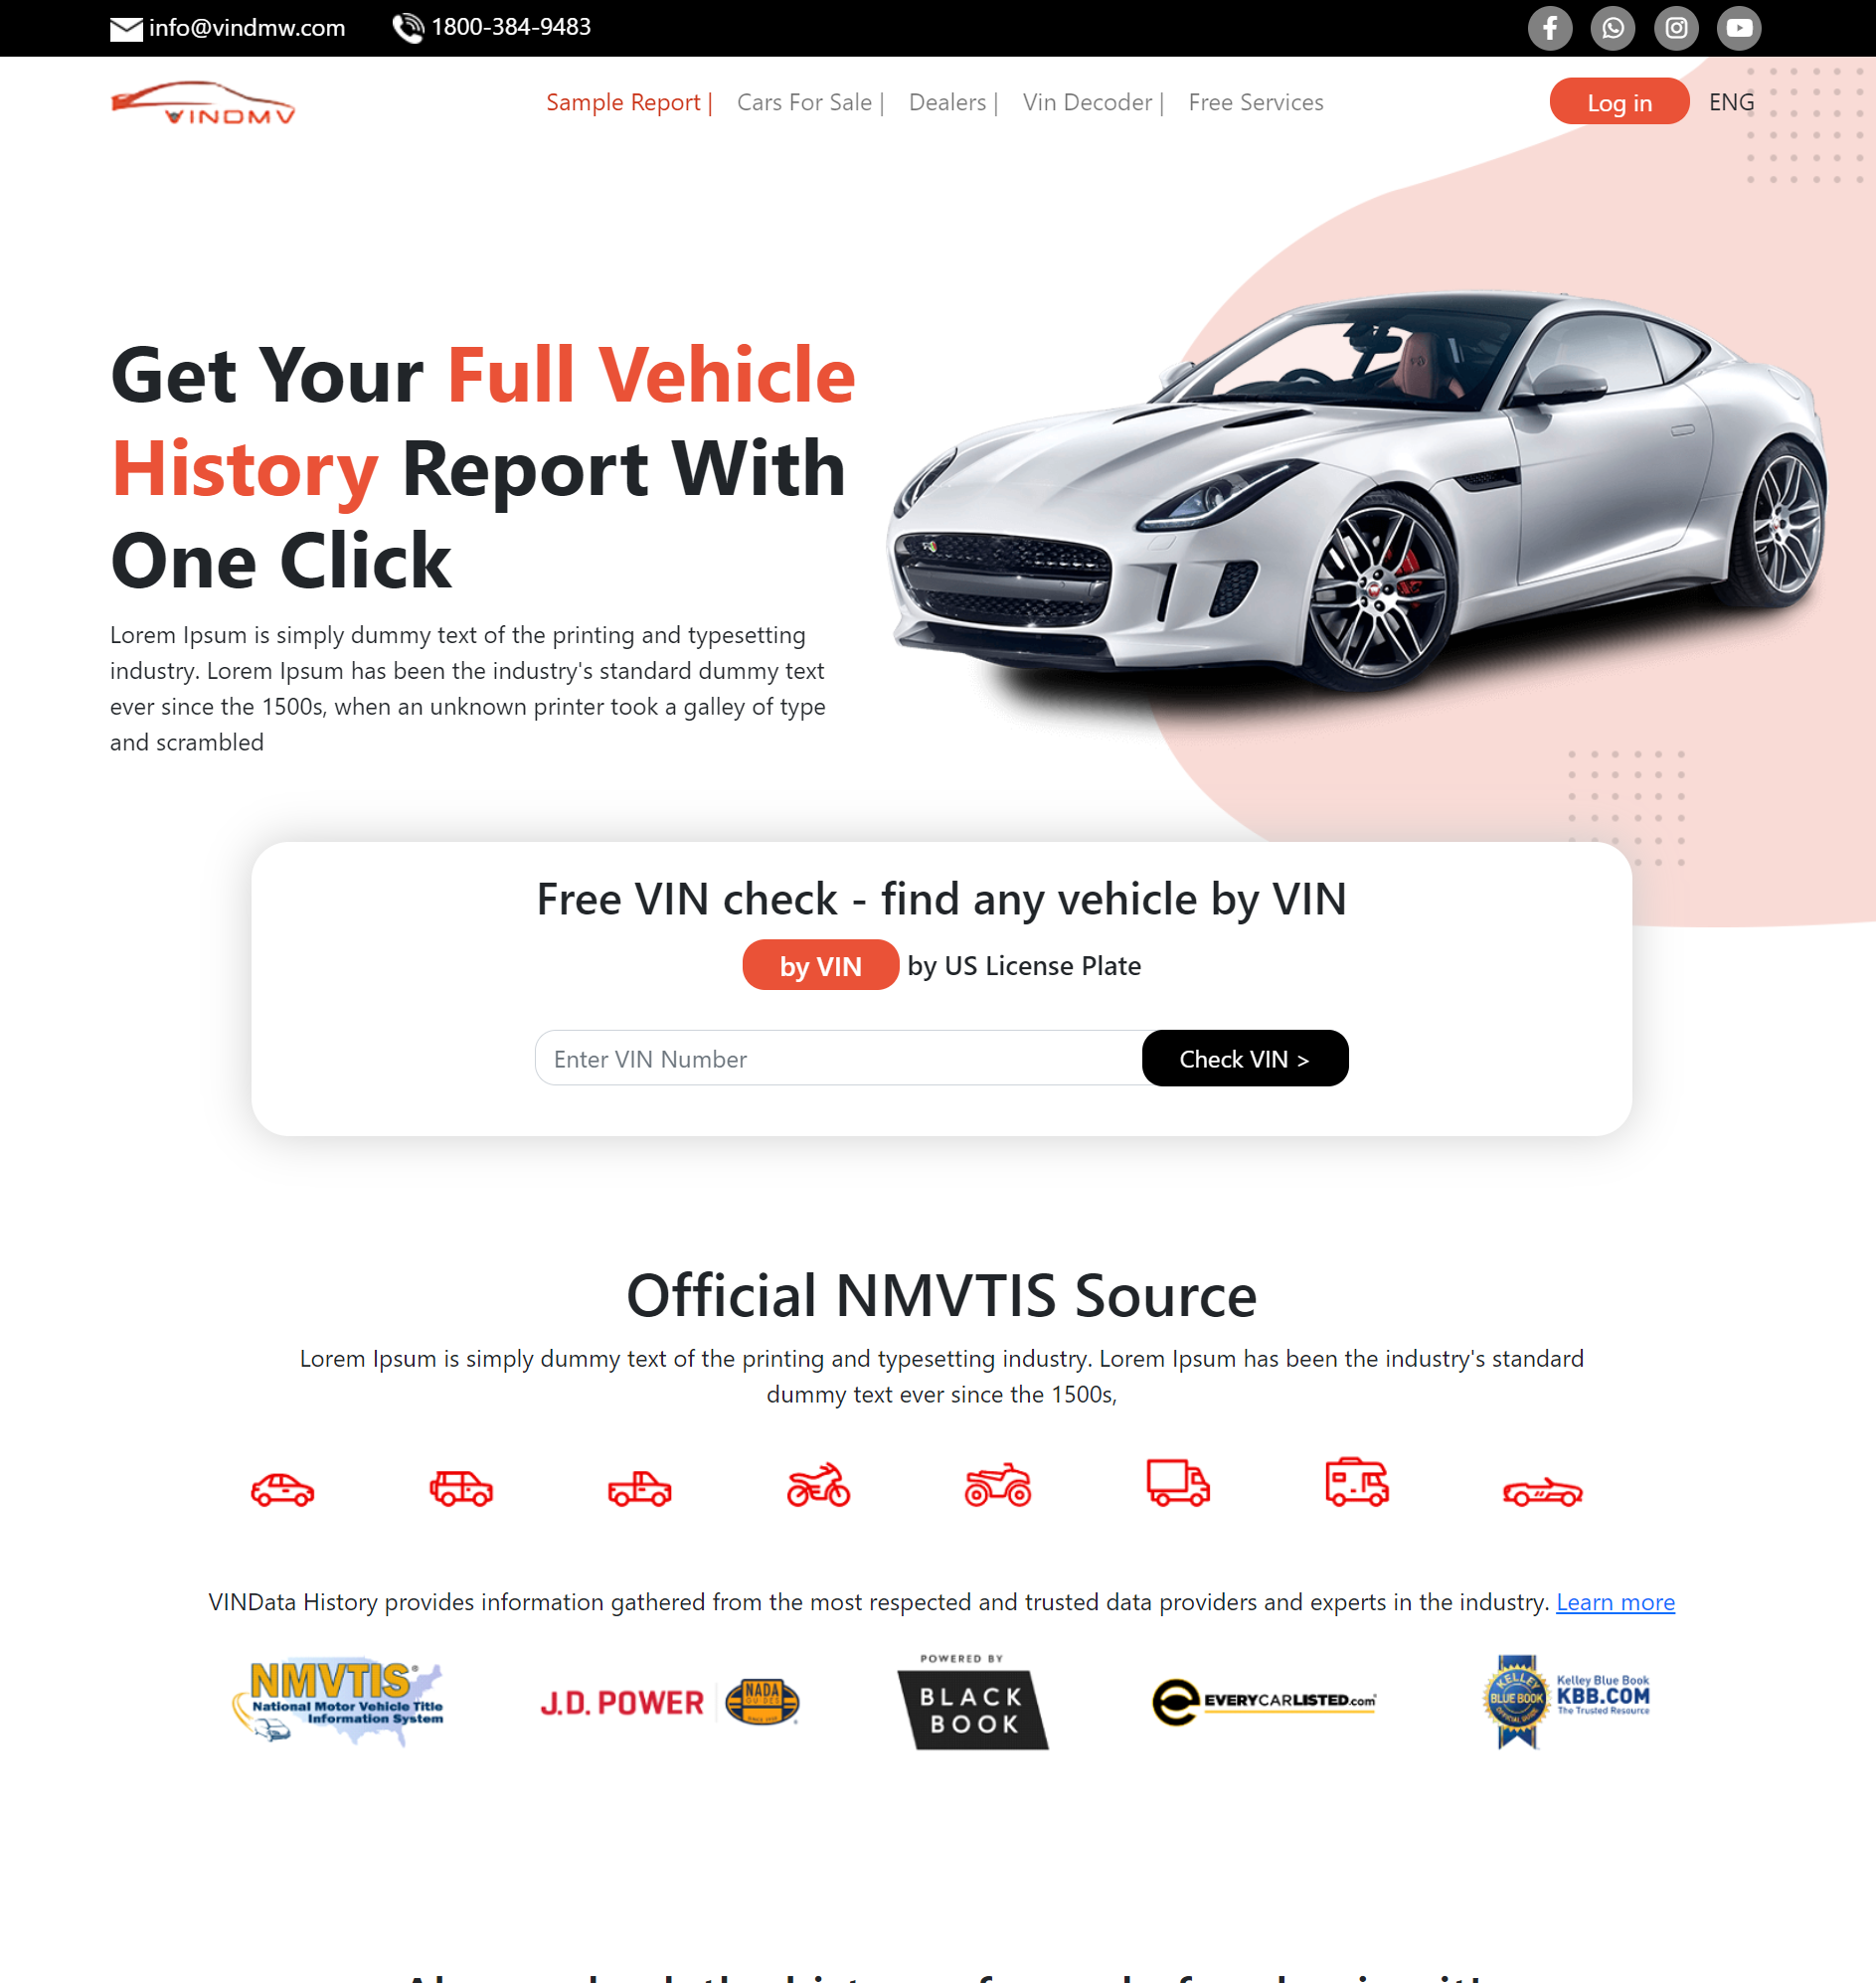 info@vindmw.com
1800-384-9483
VINDMV
Sample Report |
Cars For Sale |
Dealers |
Vin Decoder |
Free Services
Log in
ENG
Get Your Full Vehicle
History Report With
One Click
Lorem Ipsum is simply dummy text of the printing and typesetting
industry. Lorem Ipsum has been the industry's standard dummy text
ever since the 1500s, when an unknown printer took a galley of type
and scrambled
Free VIN check - find any vehicle by VIN
by VIN
by US License Plate
Enter VIN Number
Check VIN >
Official NMVTIS Source
Lorem Ipsum is simply dummy text of the printing and typesetting industry. Lorem Ipsum has been the industry's standard
dummy text ever since the 1500s,
VINData History provides information gathered from the most respected and trusted data providers and experts in the industry. Learn more
NMVTIS®
National Motor Vehicle Title
Information System
J.D. POWER
NADA
GUIDES
POWERED BY
BLACK
BOOK
EVERYCARLISTED.com
KELLEY
BLUE BOOK
OFFICIAL GUIDE
Kelley Blue Book
KBB.COM
The Trusted Resource